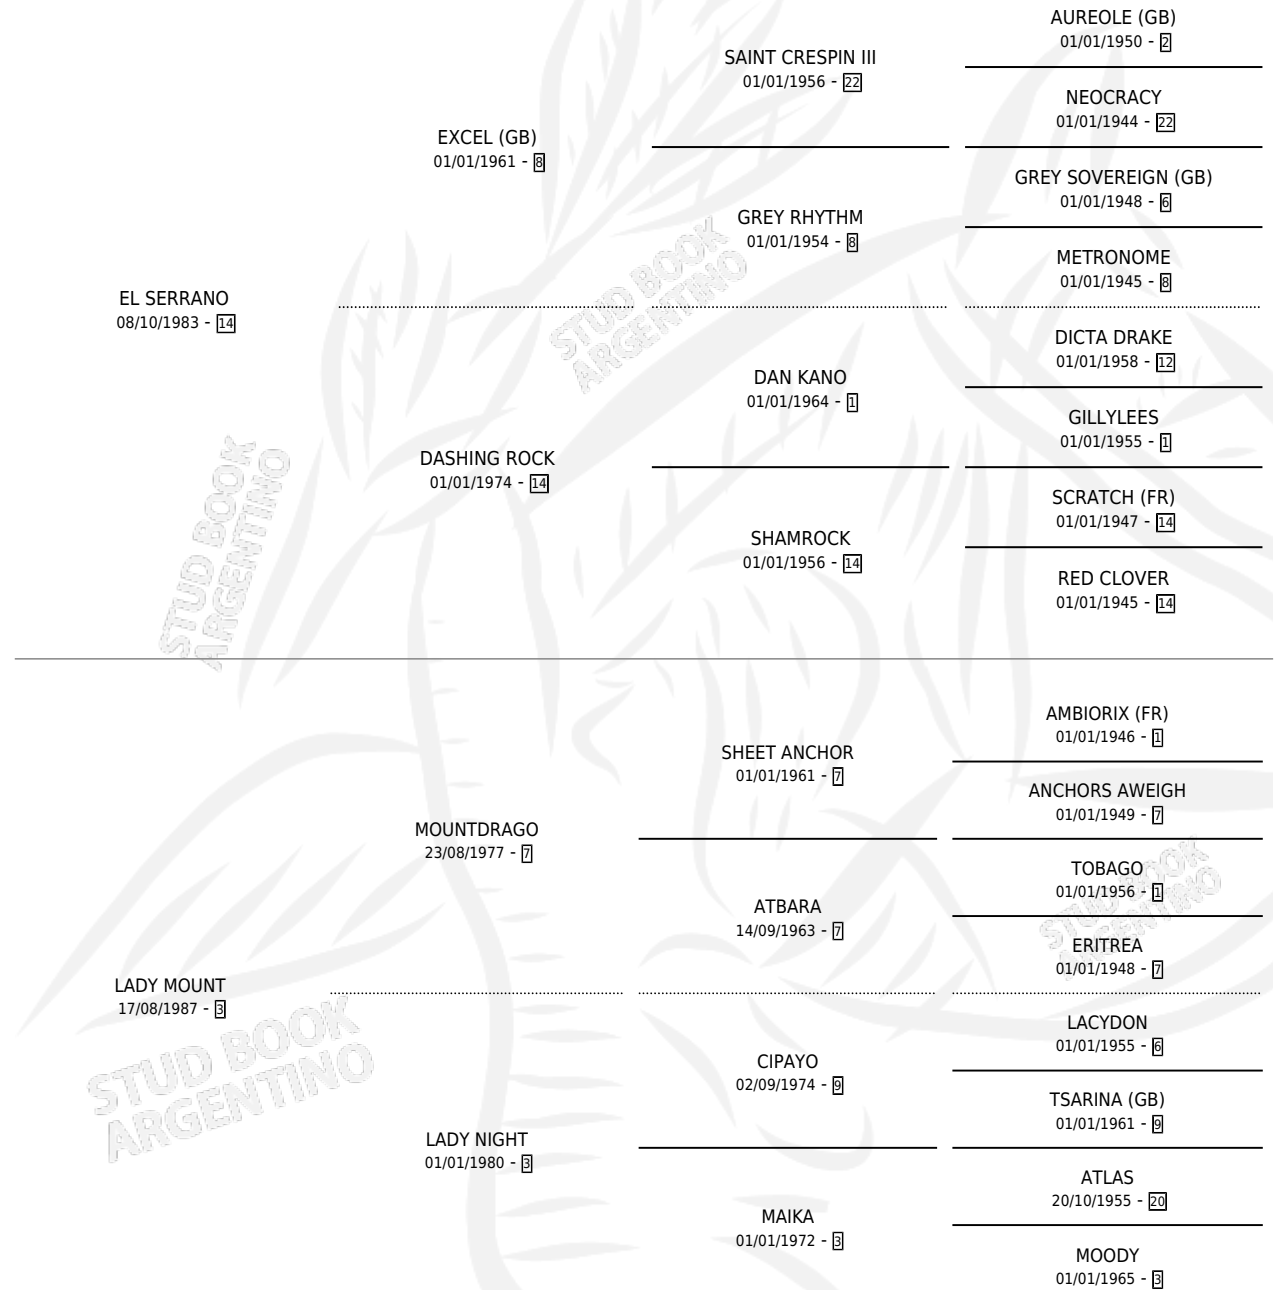 AUREOLE (GB)
01/01/1950 - 2
SAINT CRESPIN III
01/01/1956 - 22
NEOCRACY
01/01/1944 - 22
EXCEL (GB)
01/01/1961 - 8
GREY SOVEREIGN (GB)
01/01/1948 - 6
GREY RHYTHM
01/01/1954 - 8
METRONOME
01/01/1945 - 8
EL SERRANO
08/10/1983 - 14
DICTA DRAKE
01/01/1958 - 12
DAN KANO
01/01/1964 - 1
GILLYLEES
01/01/1955 - 1
DASHING ROCK
01/01/1974 - 14
SCRATCH (FR)
01/01/1947 - 14
SHAMROCK
01/01/1956 - 14
RED CLOVER
01/01/1945 - 14
STUD BOOK
ARGENTINO
STUD BOOK
ARGENTINO
AMBIORIX (FR)
01/01/1946 - 1
SHEET ANCHOR
01/01/1961 - 7
ANCHORS AWEIGH
01/01/1949 - 7
MOUNTDRAGO
23/08/1977 - 7
TOBAGO
01/01/1956 - 1
ATBARA
14/09/1963 - 7
ERITREA
01/01/1948 - 7
LADY MOUNT
17/08/1987 - 3
LACYDON
01/01/1955 - 6
CIPAYO
02/09/1974 - 9
TSARINA (GB)
01/01/1961 - 9
LADY NIGHT
01/01/1980 - 3
ATLAS
20/10/1955 - 20
MAIKA
01/01/1972 - 3
MOODY
01/01/1965 - 3
STUD BOOK
ARGENTINO
STUD BOOK
ARGENTINO